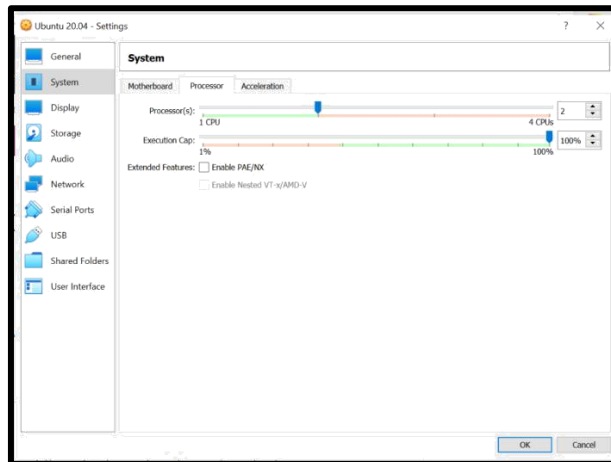 Ubuntu 20.04 - Settings ? ×
General
System
Display
Storage
Audio
Network
Serial Ports
USB
Shared Folders
User Interface
System
Motherboard Processor Acceleration
Processor(s): 2
1 CPU 4 CPUs
Execution Cap: 100%
1% 100%
Extended Features: Enable PAE/NX
Enable Nested VT-x/AMD-V
OK Cancel